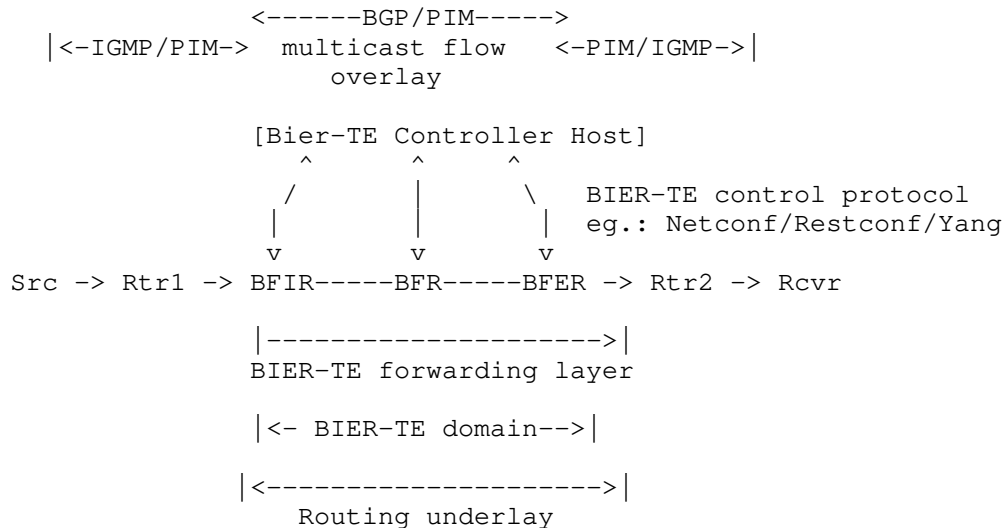 <------BGP/PIM----->
|<-IGMP/PIM-> multicast flow <-PIM/IGMP->|
overlay
[Bier-TE Controller Host]
^ ^ ^
/ | \ BIER-TE control protocol
| | | eg.: Netconf/Restconf/Yang
v v v
Src -> Rtr1 -> BFIR-----BFR-----BFER -> Rtr2 -> Rcvr
|--------------------->|
BIER-TE forwarding layer
|<- BIER-TE domain-->|
|<--------------------->|
Routing underlay